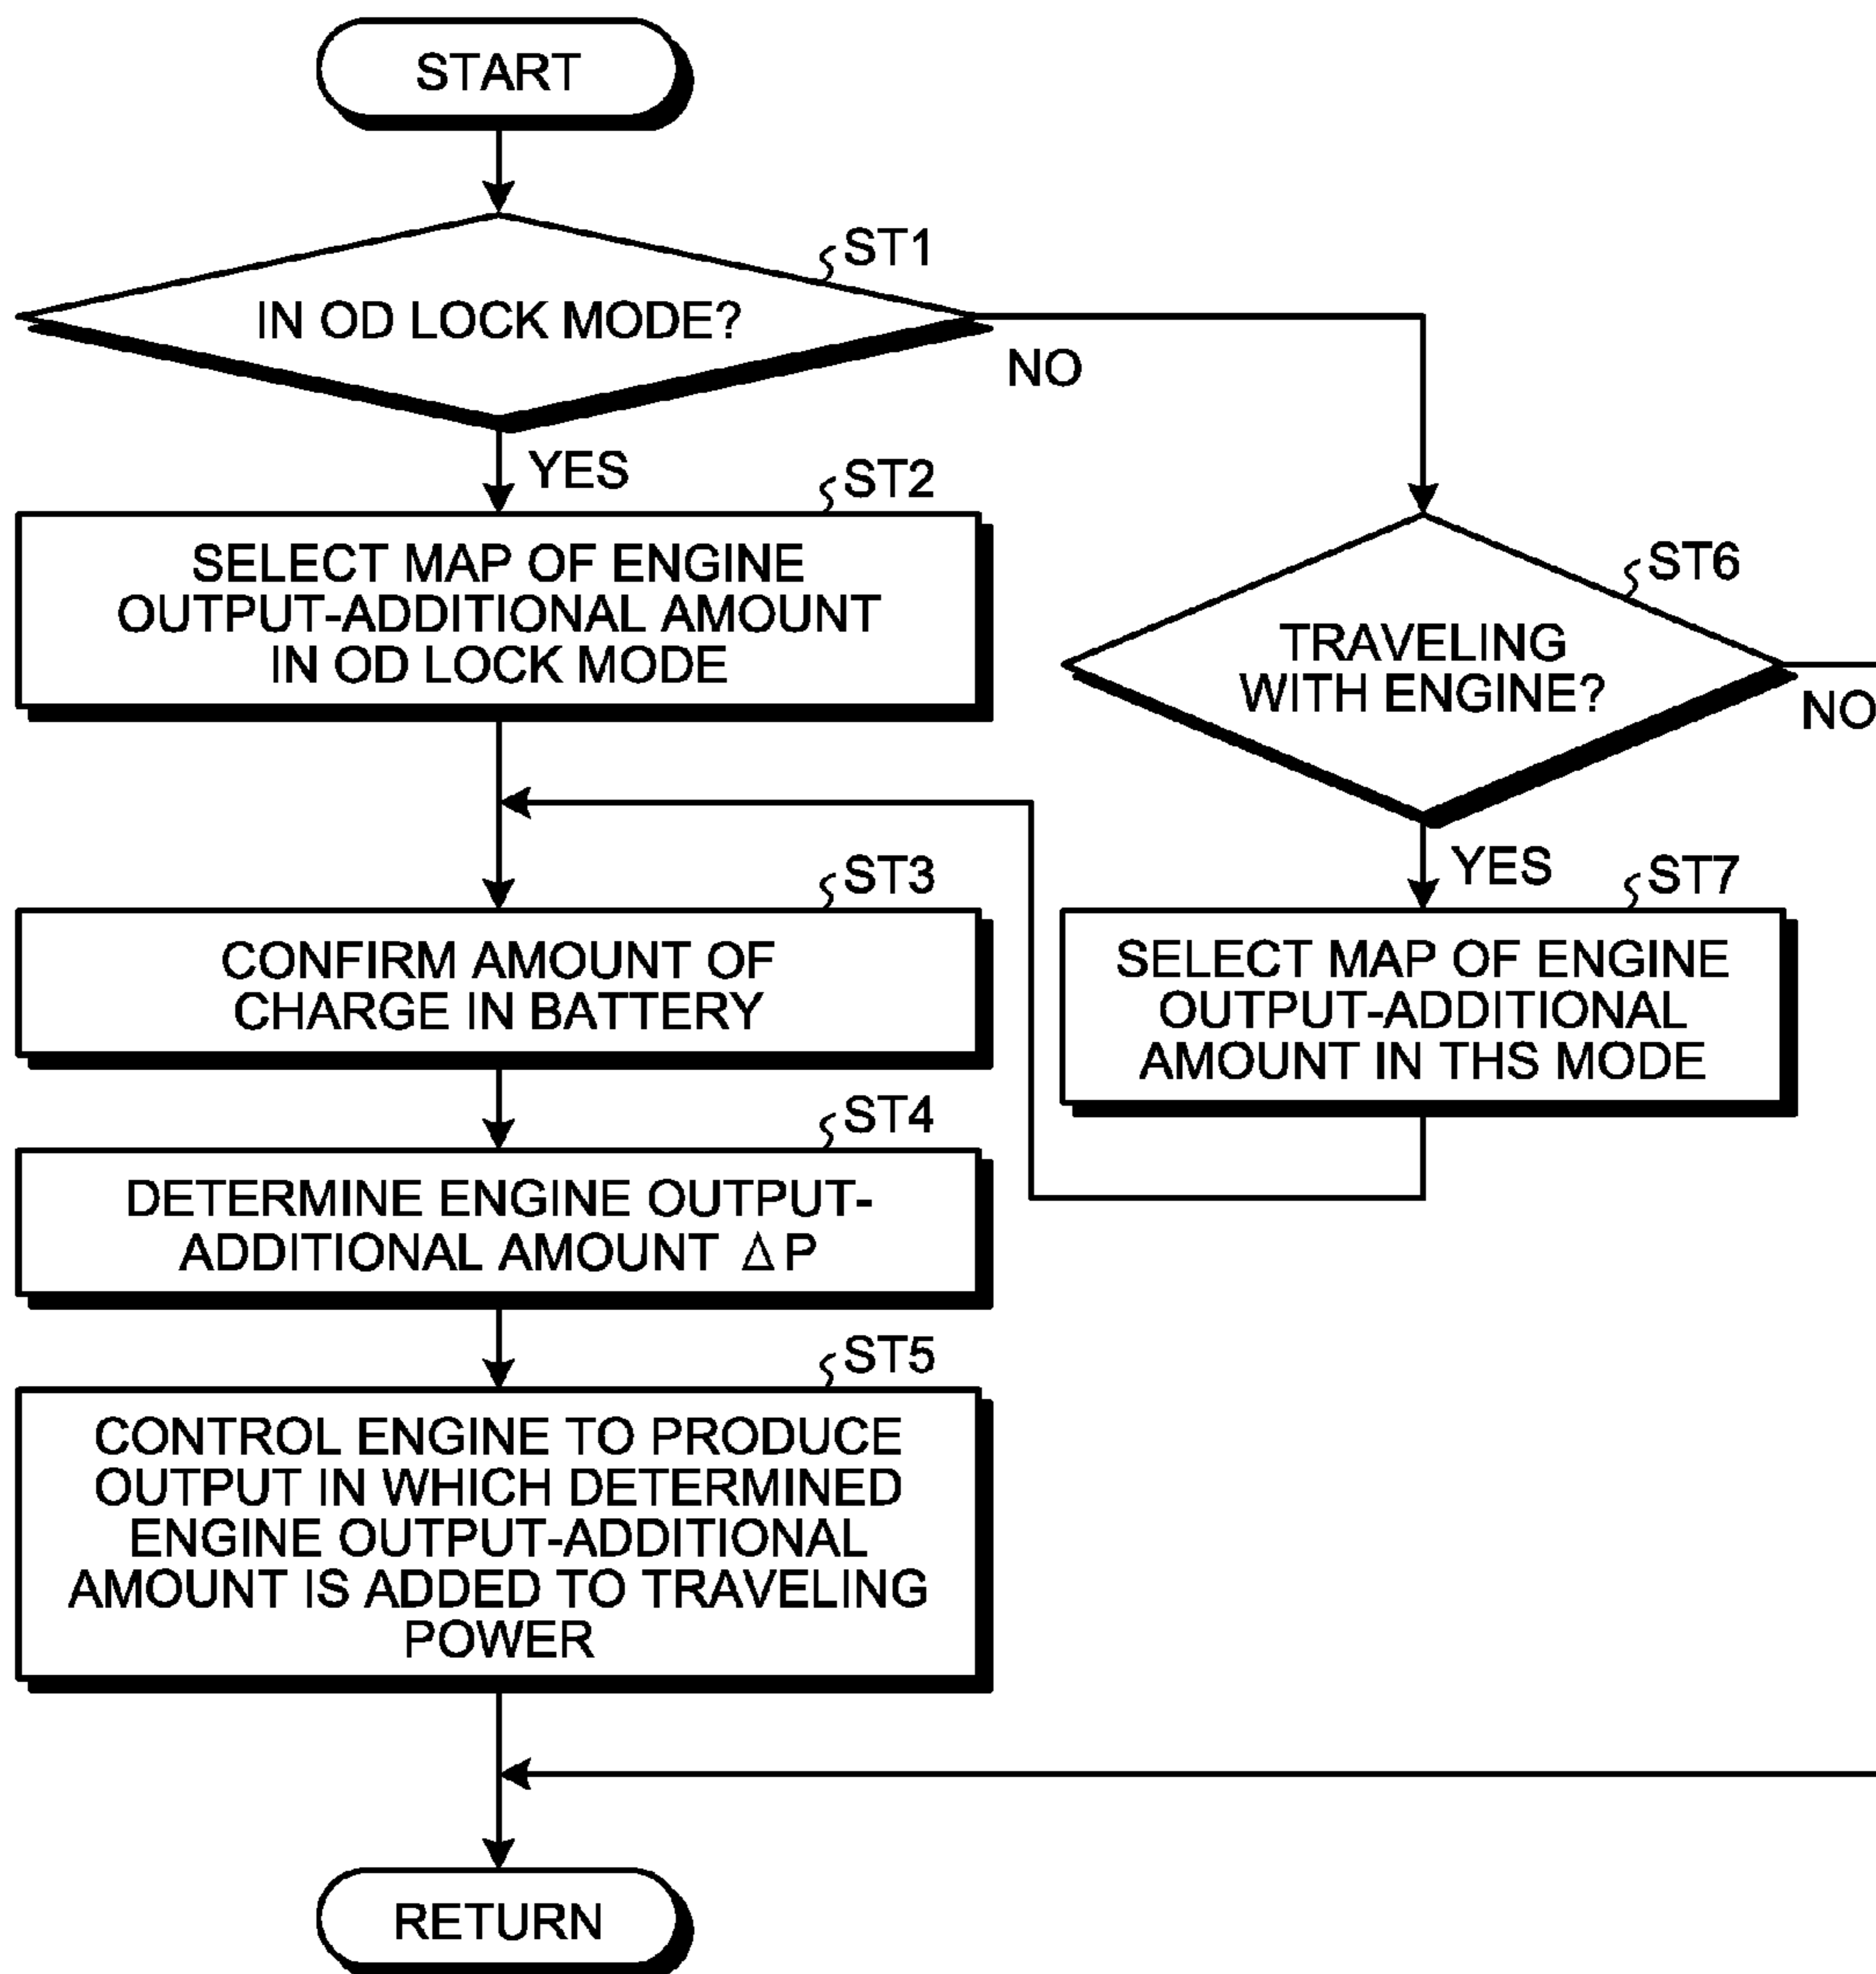 START
ST1
IN OD LOCK MODE?
NO
YES
ST2
SELECT MAP OF ENGINE
OUTPUT-ADDITIONAL AMOUNT
IN OD LOCK MODE
ST6
TRAVELING
WITH ENGINE?
NO
YES
ST3
CONFIRM AMOUNT OF
CHARGE IN BATTERY
ST7
SELECT MAP OF ENGINE
OUTPUT-ADDITIONAL
AMOUNT IN THS MODE
ST4
DETERMINE ENGINE OUTPUT-
ADDITIONAL AMOUNT ΔP
ST5
CONTROL ENGINE TO PRODUCE
OUTPUT IN WHICH DETERMINED
ENGINE OUTPUT-ADDITIONAL
AMOUNT IS ADDED TO TRAVELING
POWER
RETURN